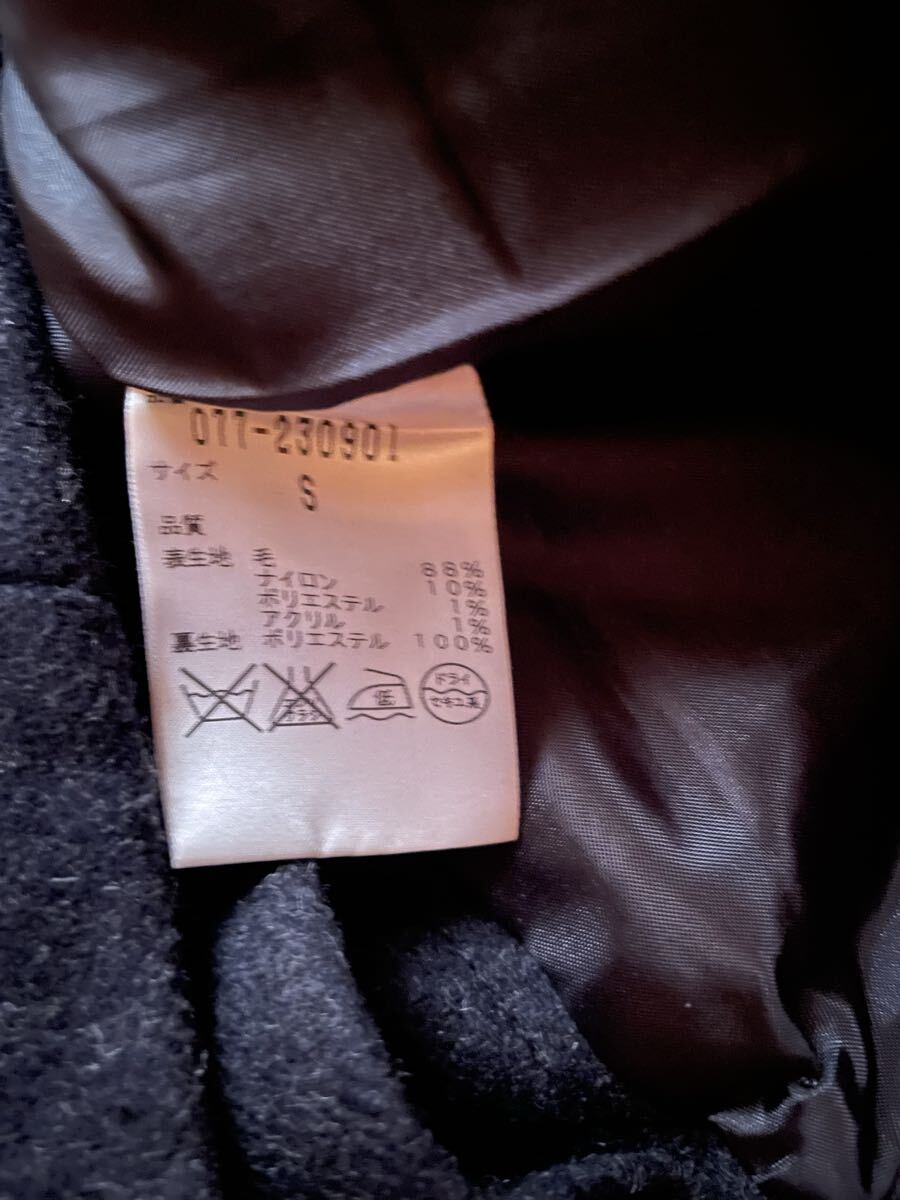 077-230901
サイズ
S
品質
表生地 毛 88%
ナイロン 10%
ポリエステル 1%
アクリル 1%
裏生地 ポリエステル 100%
低
ドライ
セキユ系